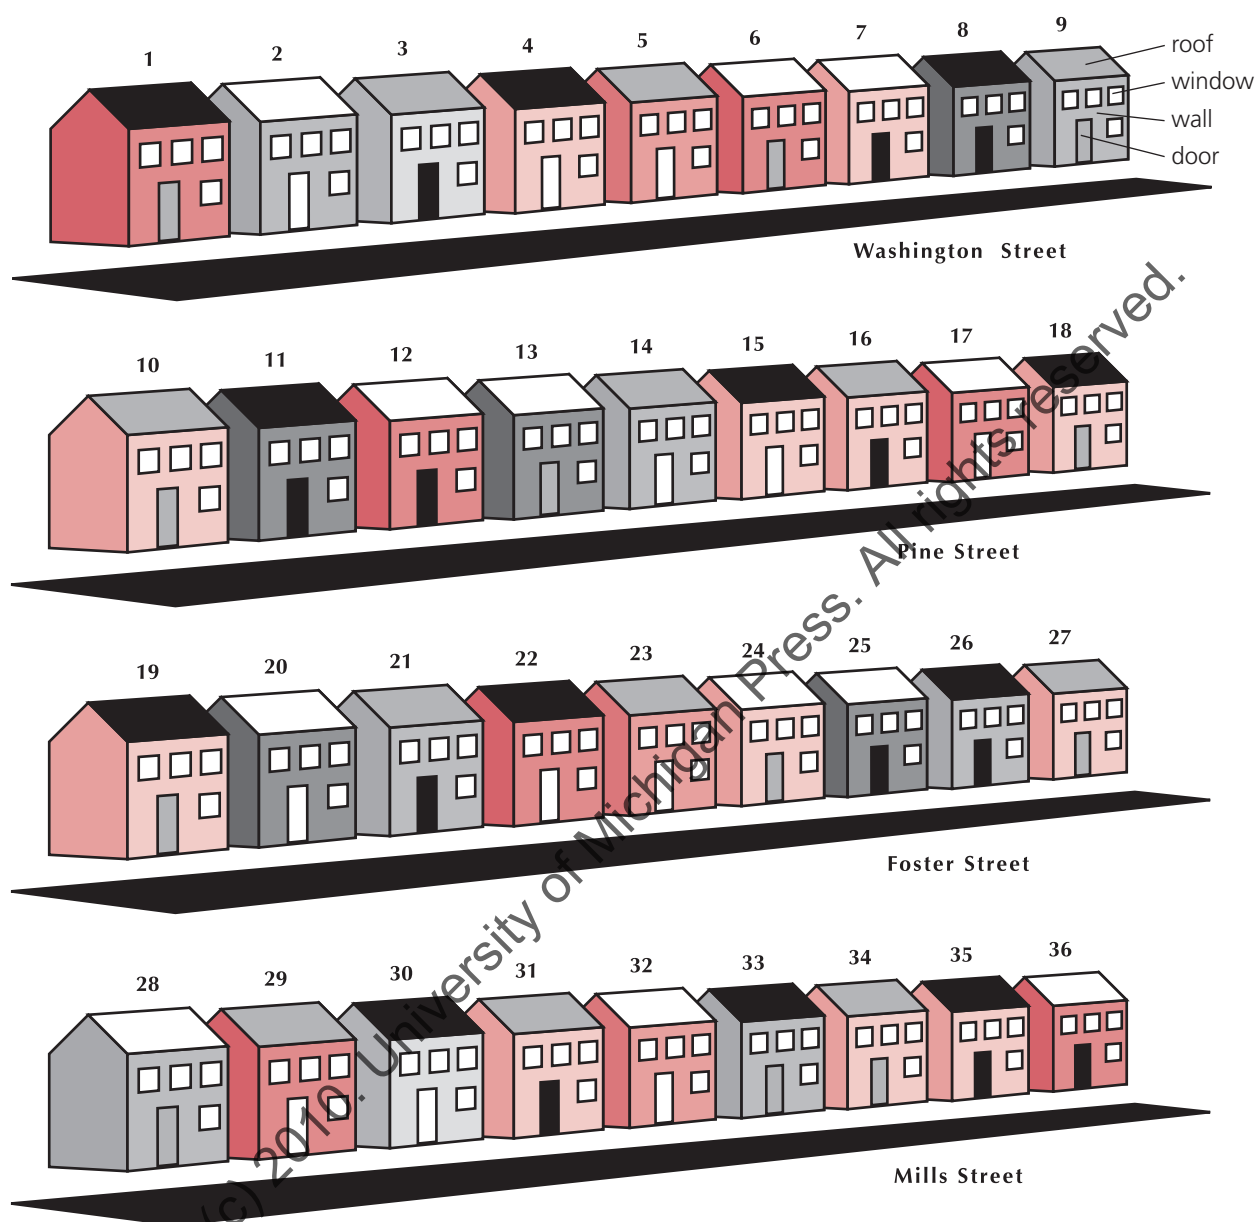 1 2 3 4 5 6 7 8 9
roof
window
wall
door
Washington Street
10 11 12 13 14 15 16 17 18
Pine Street
19 20 21 22 23 24 25 26 27
Foster Street
28 29 30 31 32 33 34 35 36
Mills Street
(c) 2010. University of Michigan Press. All rights reserved.